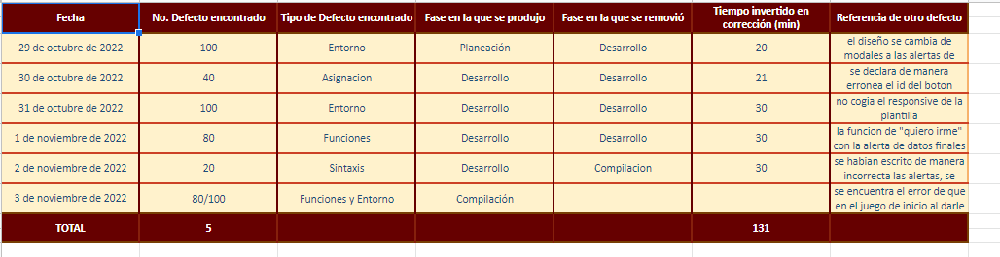 Fecha No. Defecto encontrado Tipo de Defecto encontrado Fase en la que se produjo Fase en la que se removió Tiempo invertido en corrección (min) Referencia de otro defecto
29 de octubre de 2022 100 Entorno Planeación Desarrollo 20 el diseño se cambia de modales a las alertas de
30 de octubre de 2022 40 Asignacion Desarrollo Desarrollo 21 se declara de manera erronea el id del boton
31 de octubre de 2022 100 Entorno Desarrollo Desarrollo 30 no cogia el responsive de la plantilla
1 de noviembre de 2022 80 Funciones Desarrollo Desarrollo 30 la funcion de "quiero irme" con la alerta de datos finales
2 de noviembre de 2022 20 Sintaxis Desarrollo Compilacion 30 se habian escrito de manera incorrecta las alertas, se
3 de noviembre de 2022 80/100 Funciones y Entorno Compilación se encuentra el error de que en el juego de inicio al darle
TOTAL 5 131